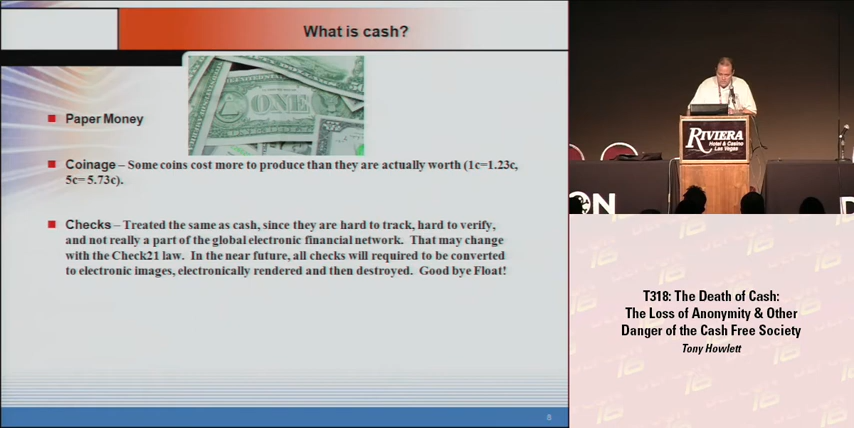 What is cash?
ONE
Paper Money
Coinage – Some coins cost more to produce than they are actually worth (1c=1.23c,
5c= 5.73c).
Checks – Treated the same as cash, since they are hard to track, hard to verify,
and not really a part of the global electronic financial network. That may change
with the Check21 law. In the near future, all checks will required to be converted
to electronic images, electronically rendered and then destroyed. Good bye Float!
6
RIVIERA
Hotel & Casino
Las Vegas
ON
D
T318: The Death of Cash:
The Loss of Anonymity & Other
Danger of the Cash Free Society
Tony Howlett